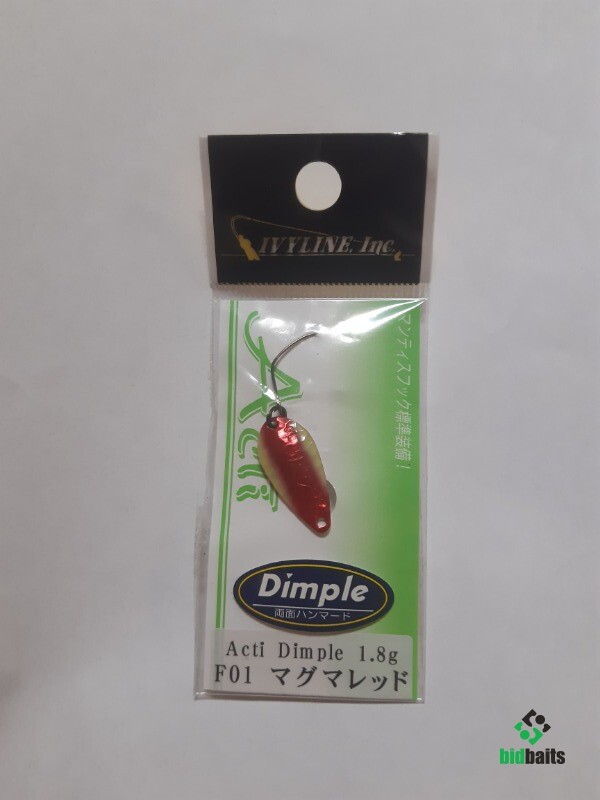 IVYLINE, Inc.
Acti
マンティスフック標準装備！
Dimple
両面ハンマード
Acti Dimple 1.8g
F01 マグマレッド
bidbaits